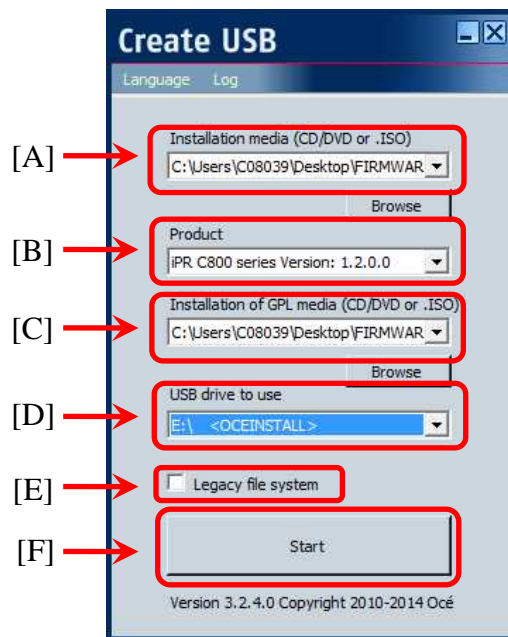 Create USB
Language Log
[A]
Installation media (CD/DVD or .ISO)
C:\Users\C08039\Desktop\FIRMWAR
Browse
[B]
Product
iPR C800 series Version: 1.2.0.0
[C]
Installation of GPL media (CD/DVD or .ISO)
C:\Users\C08039\Desktop\FIRMWAR
Browse
[D]
USB drive to use
E:\ <OCEINSTALL>
[E]
Legacy file system
[F]
Start
Version 3.2.4.0 Copyright 2010-2014 Océ